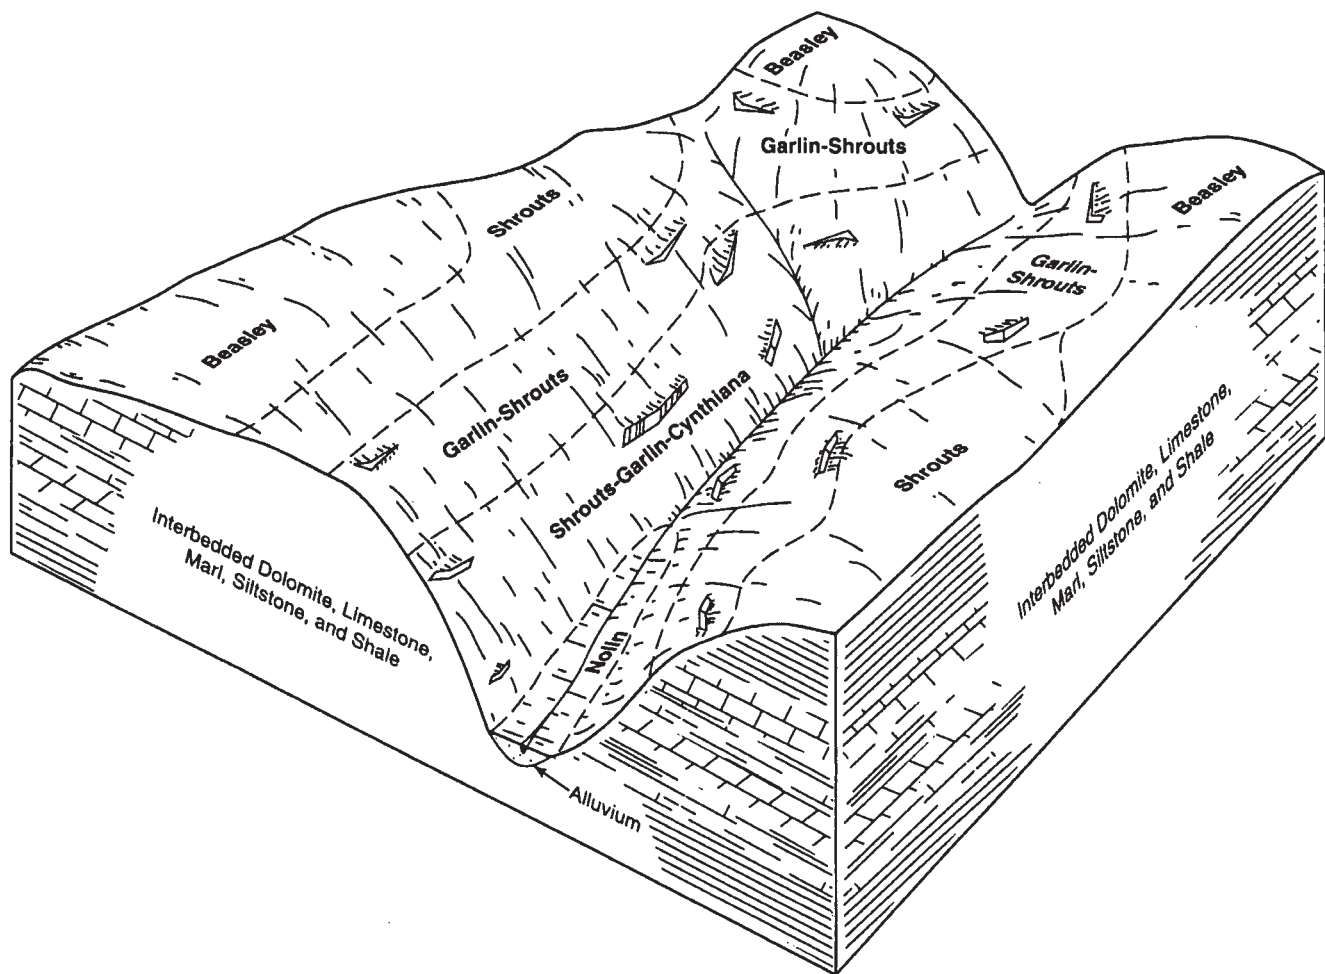 Beasley
Garlin-Shrouts
Beasley
Shrouts
Garlin-
Shrouts
Beasley
Garlin-Shrouts
Shrouts-Garlin-Cynthiana
Shrouts
Interbedded Dolomite, Limestone,
Marl, Siltstone, and Shale
Interbedded Dolomite, Limestone,
Marl, Siltstone, and Shale
Nolin
Alluvium